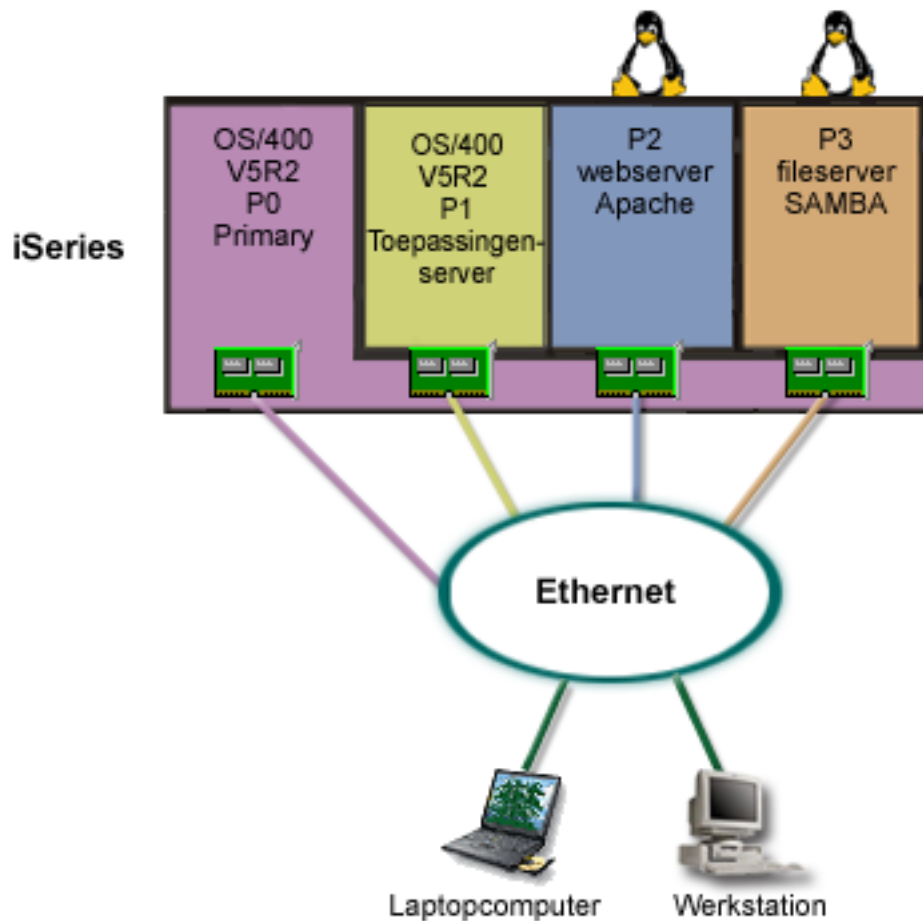 OS/400
V5R2
P0
Primary
OS/400
V5R2
P1
Toepassingen-
server
P2
webserver
Apache
P3
fileserver
SAMBA
iSeries
Ethernet
Laptopcomputer
Werkstation